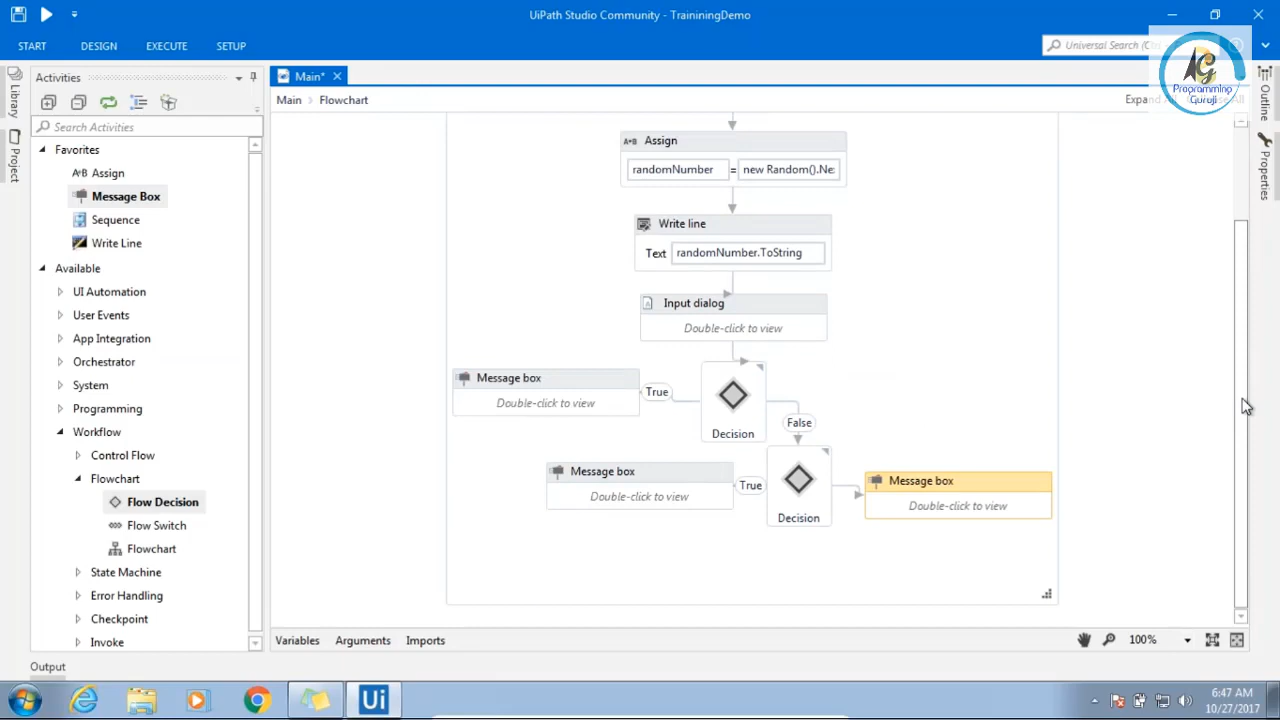 UiPath Studio Community - TraininingDemo
START DESIGN EXECUTE SETUP
Universal Search (Ctrl
Programming
Guruji
Activities
Main*
Library
Project
Main > Flowchart
Expand All
Outline
Properties
Search Activities
Favorites
Assign
Message Box
Sequence
Write Line
Available
UI Automation
User Events
App Integration
Orchestrator
System
Programming
Workflow
Control Flow
Flowchart
Flow Decision
Flow Switch
Flowchart
State Machine
Error Handling
Checkpoint
Invoke
A+B Assign
randomNumber = new Random().Ne
Write line
Text randomNumber.ToString
Input dialog
Double-click to view
Message box
Double-click to view
True
Decision
False
Message box
Double-click to view
True
Decision
Message box
Double-click to view
Variables Arguments Imports
100%
Output
Ui
6:47 AM
10/27/2017